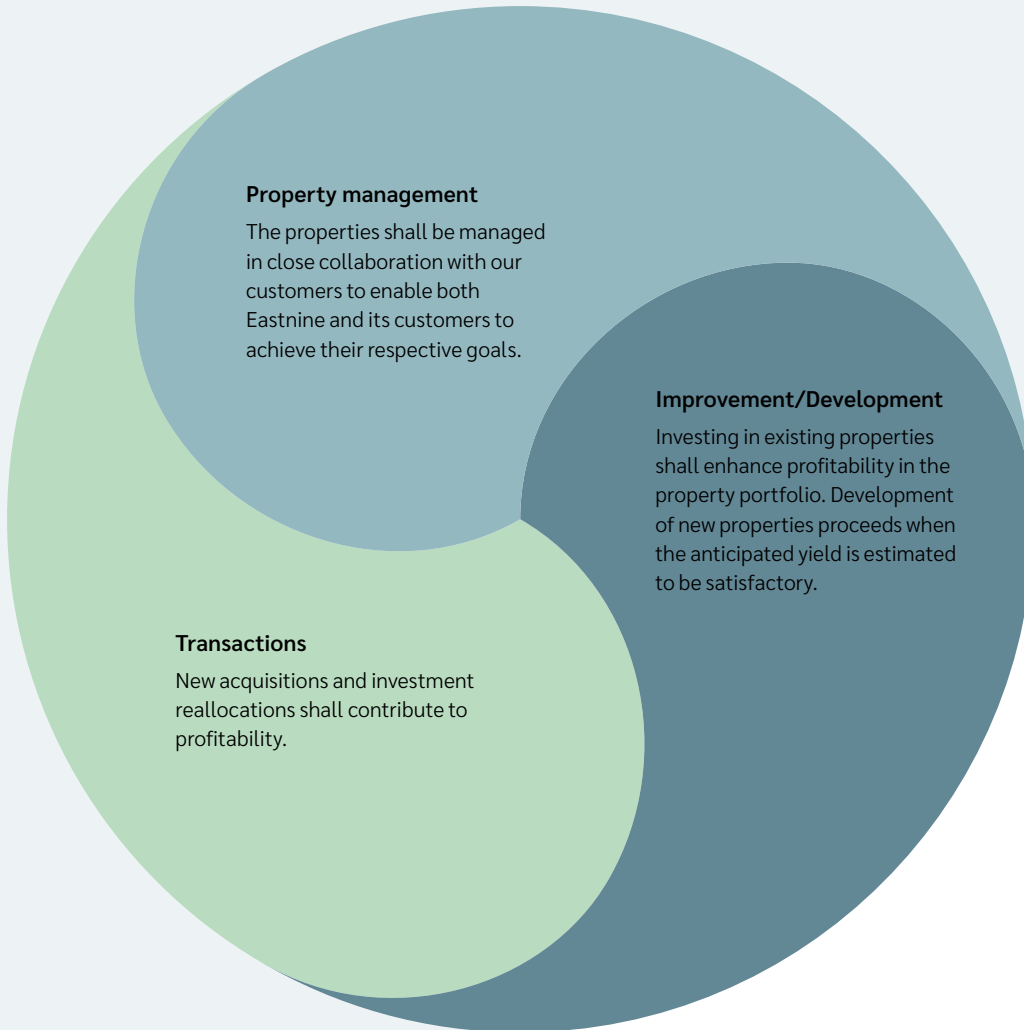 Property management
The properties shall be managed
in close collaboration with our
customers to enable both
Eastnine and its customers to
achieve their respective goals.
Improvement/Development
Investing in existing properties
shall enhance profitability in the
property portfolio. Development
of new properties proceeds when
the anticipated yield is estimated
to be satisfactory.
Transactions
New acquisitions and investment
reallocations shall contribute to
profitability.